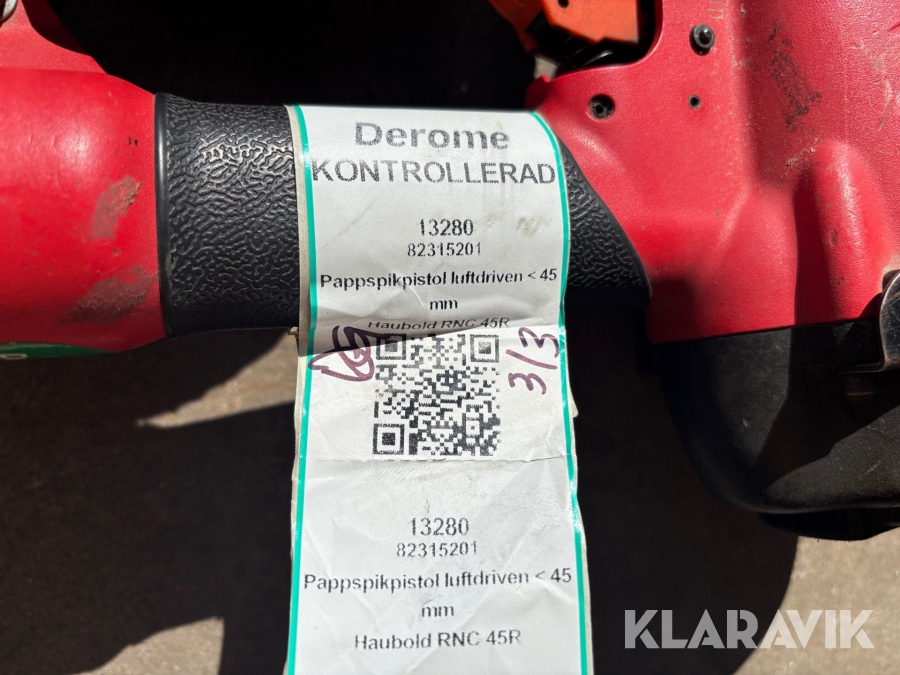 Derome
KONTROLLERAD
13280
82315201
Pappspikpistol luftdriven < 45
mm
Haubold RNC 45R
3/3
13280
82315201
Pappspikpistol luftdriven < 45
mm
Haubold RNC 45R
KLARAVIK